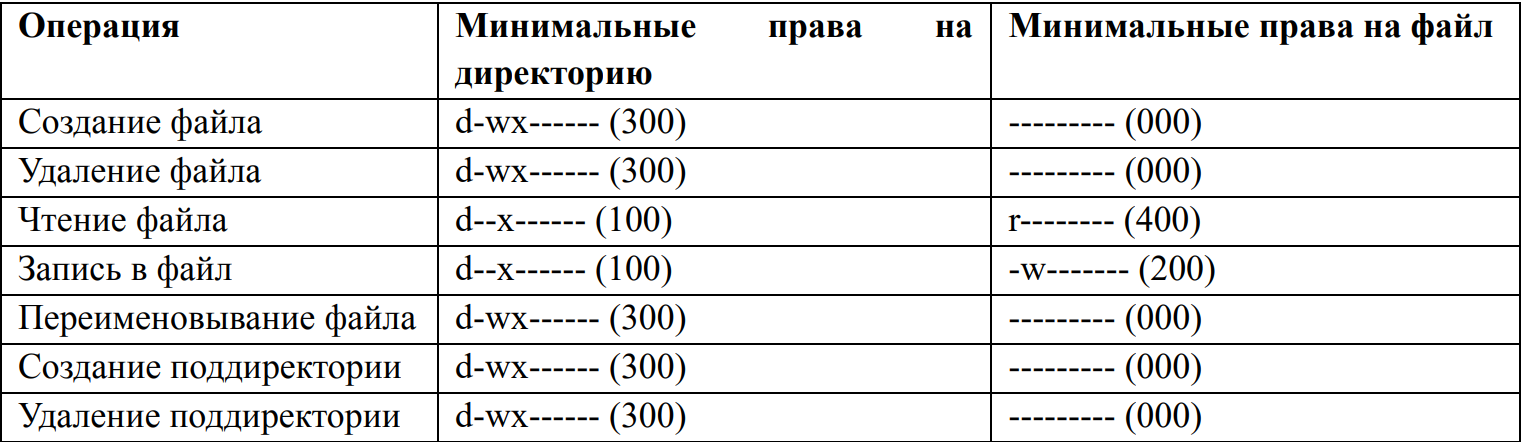 Операция Минимальные права на директорию Минимальные права на файл
Создание файла d-wx------ (300) --------- (000)
Удаление файла d-wx------ (300) --------- (000)
Чтение файла d--x------ (100) r-------- (400)
Запись в файл d--x------ (100) -w------- (200)
Переименовывание файла d-wx------ (300) --------- (000)
Создание поддиректории d-wx------ (300) --------- (000)
Удаление поддиректории d-wx------ (300) --------- (000)